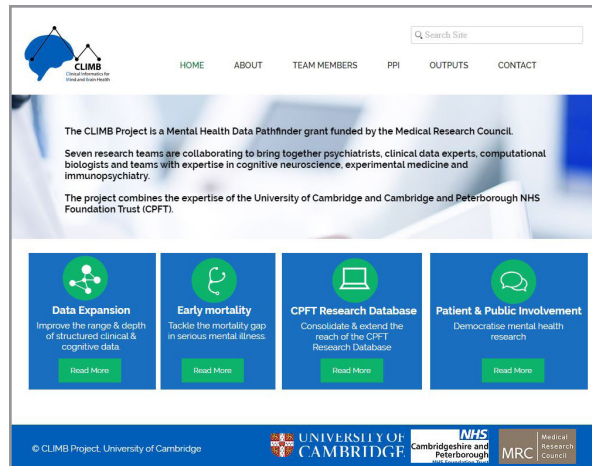 Search Site
CLIMB
Clinical Informatics for
Mind and Brain Health
HOME ABOUT TEAM MEMBERS PPI OUTPUTS CONTACT
The CLIMB Project is a Mental Health Data Pathfinder grant funded by the Medical Research Council.
Seven research teams are collaborating to bring together psychiatrists, clinical data experts, computational
biologists and teams with expertise in cognitive neuroscience, experimental medicine and
immunopsychiatry.
The project combines the expertise of the University of Cambridge and Cambridge and Peterborough NHS
Foundation Trust (CPFT).
Data Expansion
Improve the range & depth
of structured clinical &
cognitive data
Read More
Early mortality
Tackle the mortality gap
in serious mental illness.
Read More
CPFT Research Database
Consolidate & extend the
reach of the CPFT
Research Database
Read More
Patient & Public Involvement
Democratise mental health
research
Read More
© CLIMB Project, University of Cambridge
UNIVERSITY OF
CAMBRIDGE
NHS
Cambridgeshire and
Peterborough
NHS Foundation Trust
MRC
Medical
Research
Council